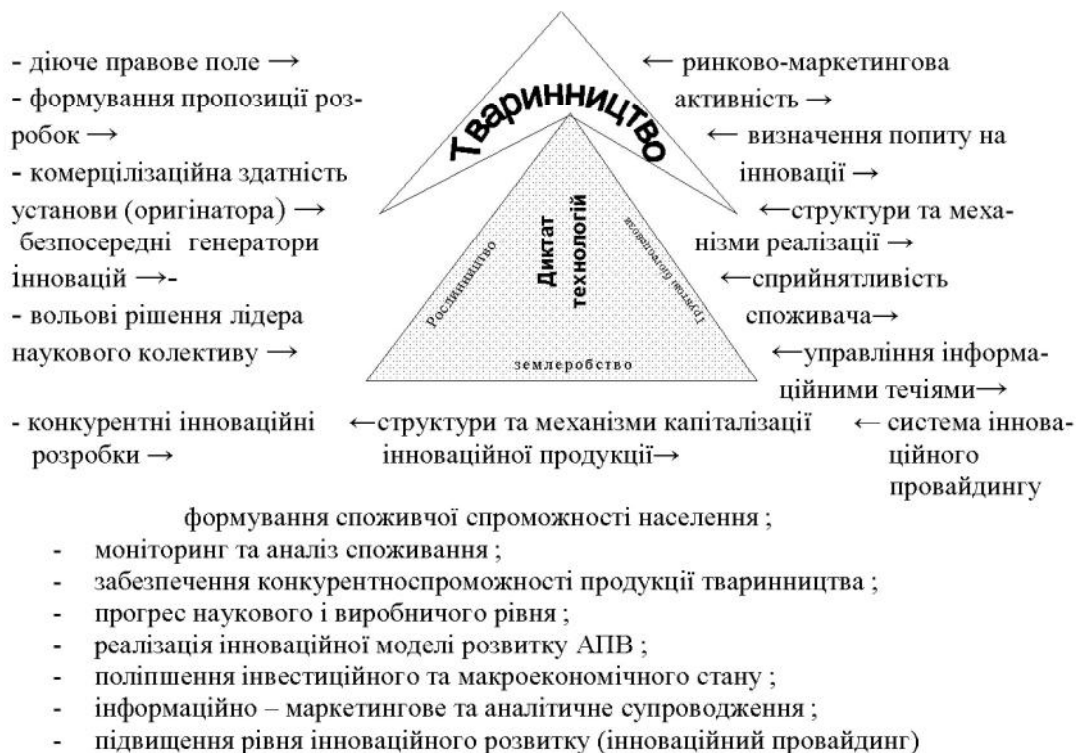 - діюче правове поле →
- формування пропозиції роз-
робок →
- комерцілізаційна здатність
установи (оригінатора) →
безпосередні генератори
інновацій →-
- вольові рішення лідера
наукового колективу →
Тваринництво
Диктат
технологій
Рослинництво
Ґрунтові біогеоценози
землеробство
← ринково-маркетингова
активність →
← визначення попиту на
інновації →
←структури та меха-
нізми реалізації →
←сприйнятливість
споживача→
←управління інформа-
ційними течіями→
- конкурентні інноваційні
розробки →
←структури та механізми капіталізації
інноваційної продукції→
← система іннова-
ційного
провайдингу
формування споживчої спроможності населення ;
- моніторинг та аналіз споживання ;
- забезпечення конкурентноспроможності продукції тваринництва ;
- прогрес наукового і виробничого рівня ;
- реалізація інноваційної моделі розвитку АПВ ;
- поліпшення інвестиційного та макроекономічного стану ;
- інформаційно – маркетингове та аналітичне супроводження ;
- підвищення рівня інноваційного розвитку (інноваційний провайдинг)